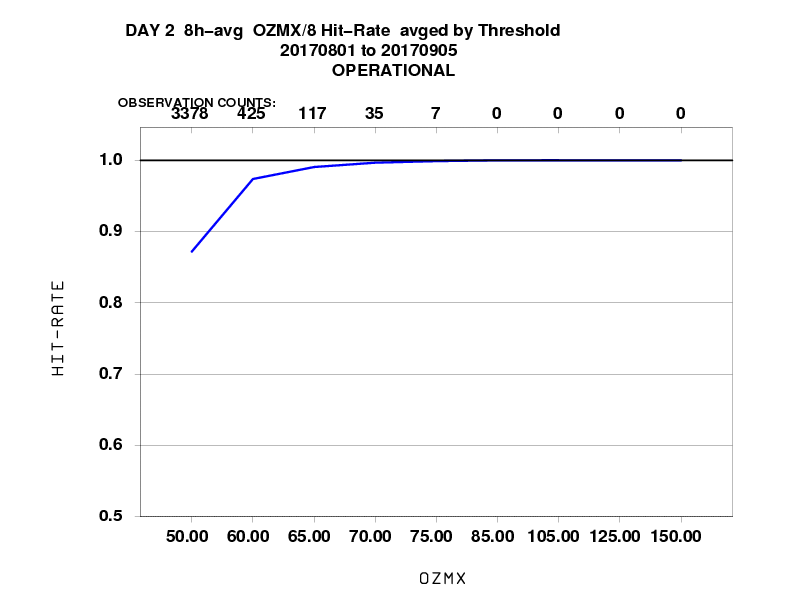 DAY 2 8h-avg OZMX/8 Hit-Rate avged by Threshold
20170801 to 20170905
OPERATIONAL
OBSERVATION COUNTS:
3378 425 117 35 7 0 0 0 0
1.0
0.9
0.8
0.7
0.6
0.5
HIT-RATE
50.00 60.00 65.00 70.00 75.00 85.00 105.00 125.00 150.00
OZMX